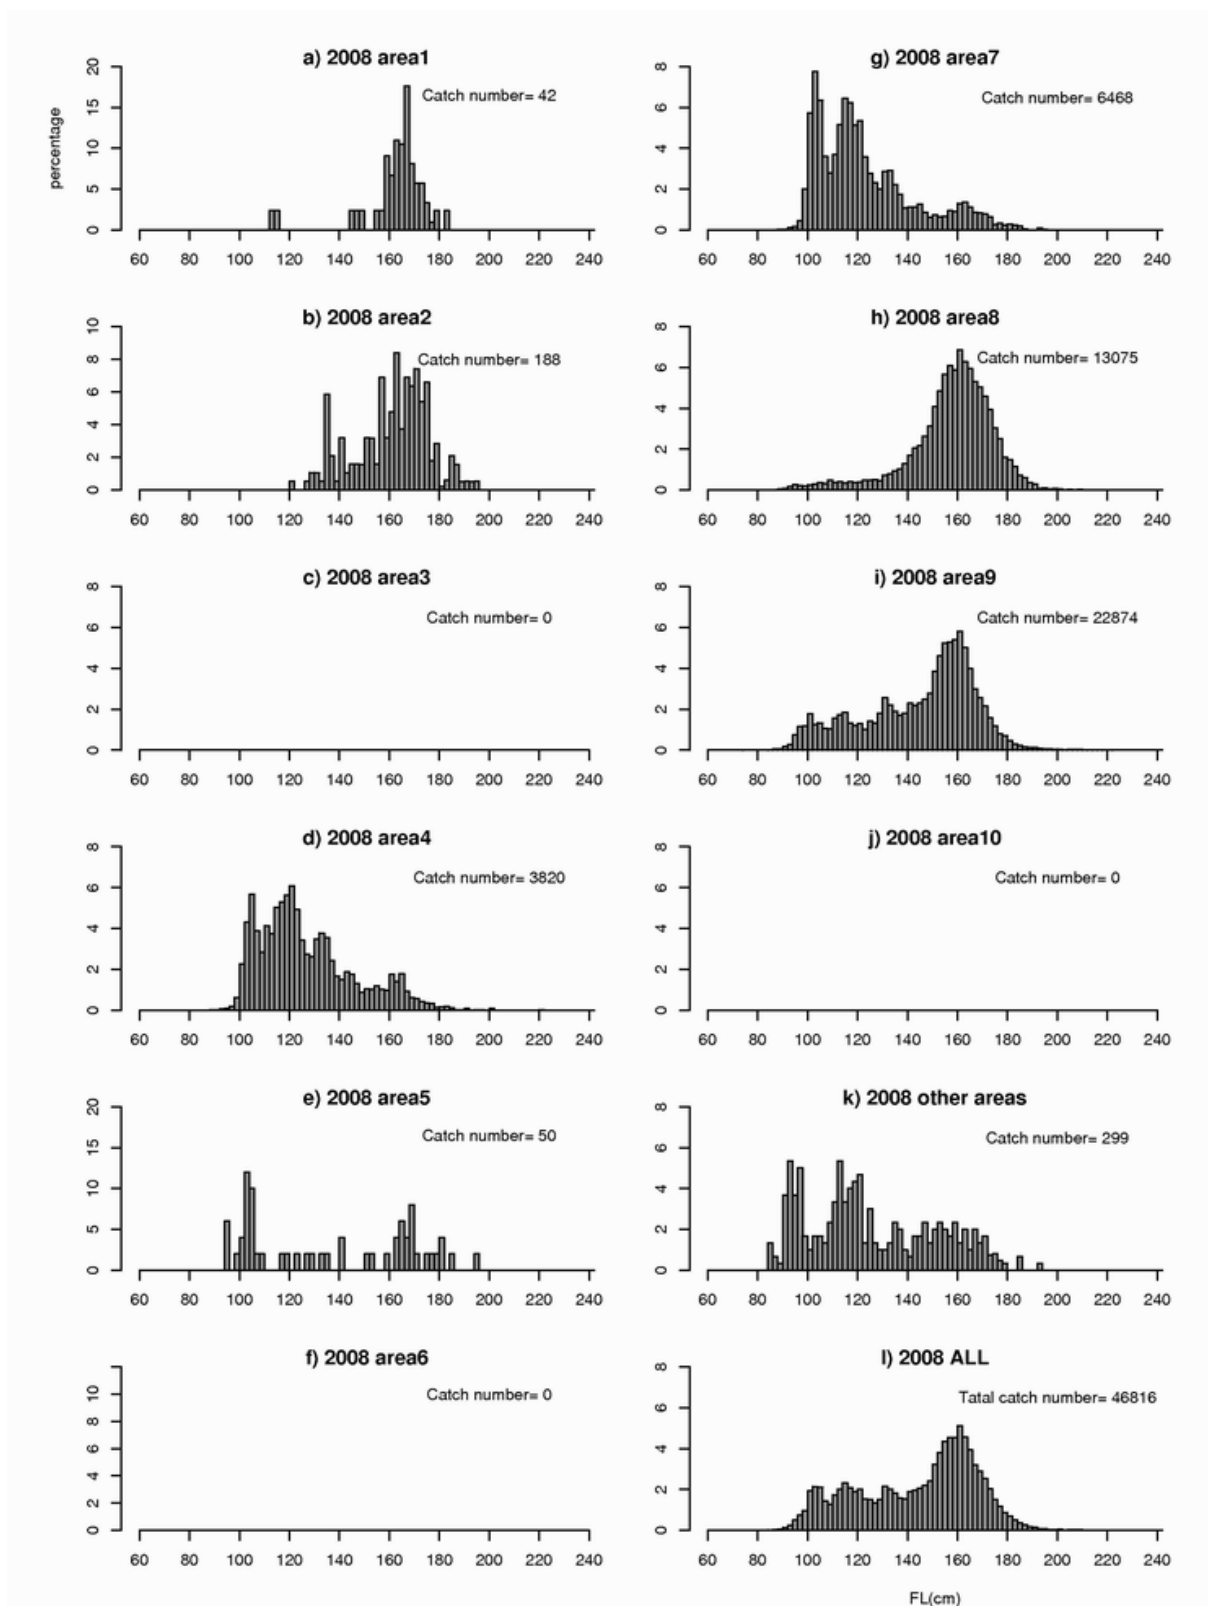 a) 2008 area1
Catch number= 42
percentage
0 5 10 15 20
60 80 100 120 140 160 180 200 220 240
b) 2008 area2
Catch number= 188
0 2 4 6 8 10
60 80 100 120 140 160 180 200 220 240
c) 2008 area3
Catch number= 0
0 2 4 6 8
60 80 100 120 140 160 180 200 220 240
d) 2008 area4
Catch number= 3820
0 2 4 6 8
60 80 100 120 140 160 180 200 220 240
e) 2008 area5
Catch number= 50
0 5 10 15 20
60 80 100 120 140 160 180 200 220 240
f) 2008 area6
Catch number= 0
0 2 4 6 8 10
60 80 100 120 140 160 180 200 220 240
g) 2008 area7
Catch number= 6468
0 2 4 6 8
60 80 100 120 140 160 180 200 220 240
h) 2008 area8
Catch number= 13075
0 2 4 6 8
60 80 100 120 140 160 180 200 220 240
i) 2008 area9
Catch number= 22874
0 2 4 6 8
60 80 100 120 140 160 180 200 220 240
j) 2008 area10
Catch number= 0
0 2 4 6 8
60 80 100 120 140 160 180 200 220 240
k) 2008 other areas
Catch number= 299
0 2 4 6 8
60 80 100 120 140 160 180 200 220 240
l) 2008 ALL
Tatal catch number= 46816
0 2 4 6 8
60 80 100 120 140 160 180 200 220 240
FL(cm)